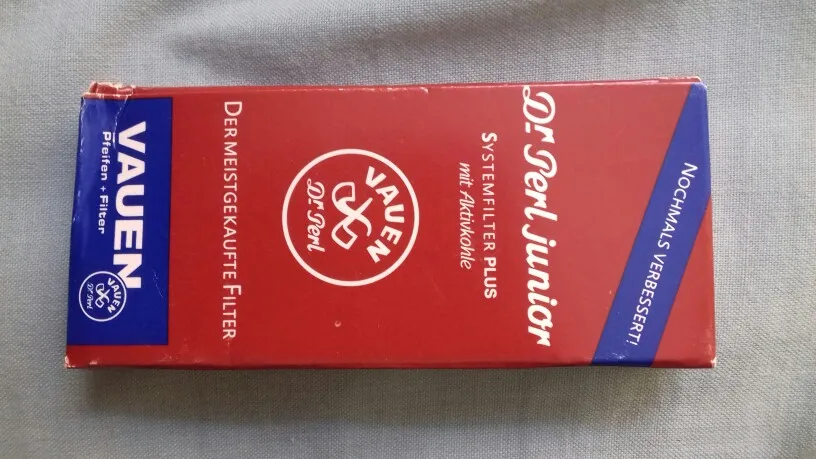 NOCHMALS VERBESSERT!
Dr Perl junior
SYSTEMFILTER PLUS
mit Aktivkohle
VAUEN
Dr Perl
DER MEISTGEKAUFTE FILTER
VAUEN
Pfeifen + Filter
VAUEN
Dr Perl